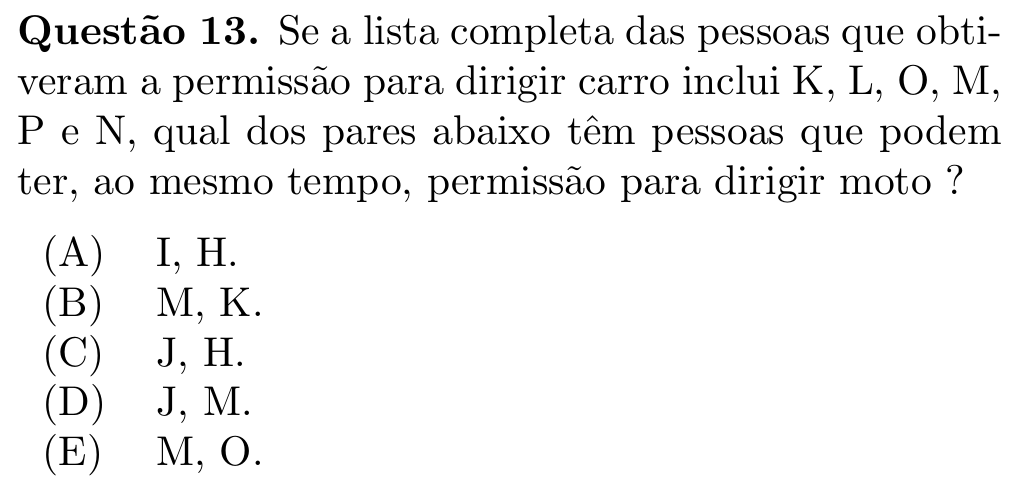 Questão 13. Se a lista completa das pessoas que obti-
veram a permissão para dirigir carro inclui K, L, O, M,
P e N, qual dos pares abaixo têm pessoas que podem
ter, ao mesmo tempo, permissão para dirigir moto ?
(A) I, H.
(B) M, K.
(C) J, H.
(D) J, M.
(E) M, O.